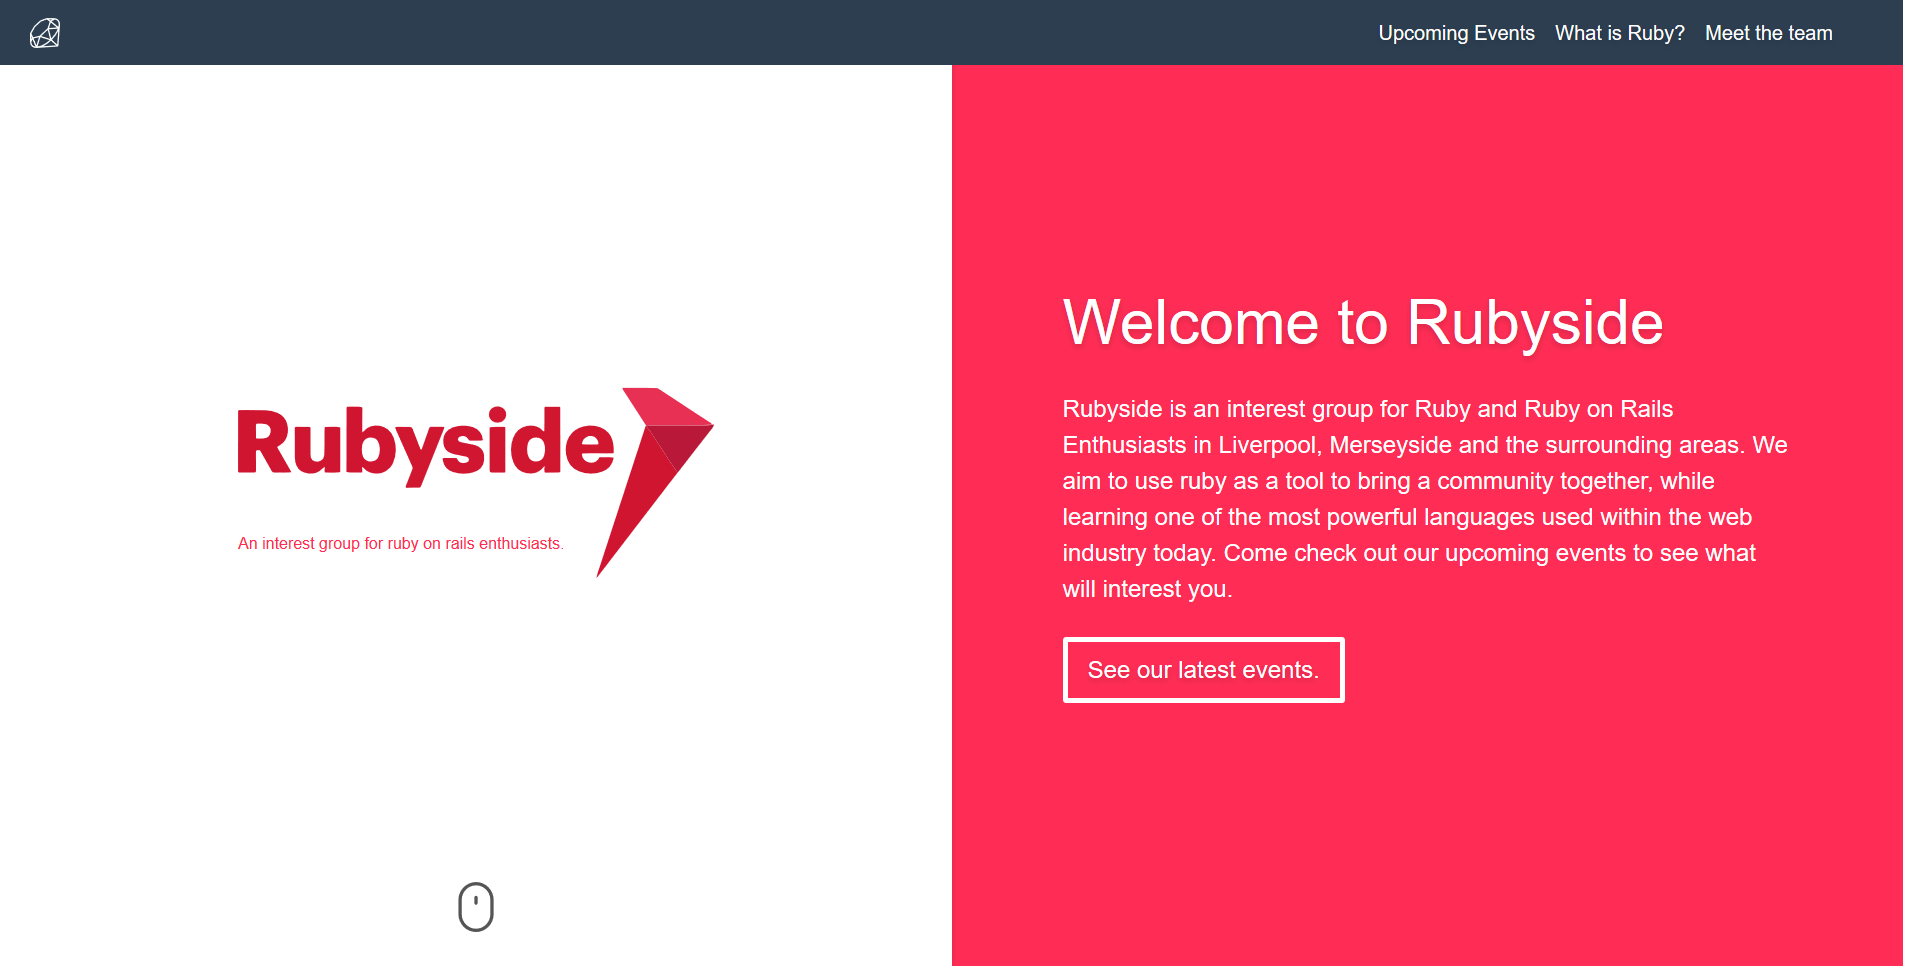 Upcoming Events What is Ruby? Meet the team
Rubyside
An interest group for ruby on rails enthusiasts.
Welcome to Rubyside
Rubyside is an interest group for Ruby and Ruby on Rails
Enthusiasts in Liverpool, Merseyside and the surrounding areas. We
aim to use ruby as a tool to bring a community together, while
learning one of the most powerful languages used within the web
industry today. Come check out our upcoming events to see what
will interest you.
See our latest events.